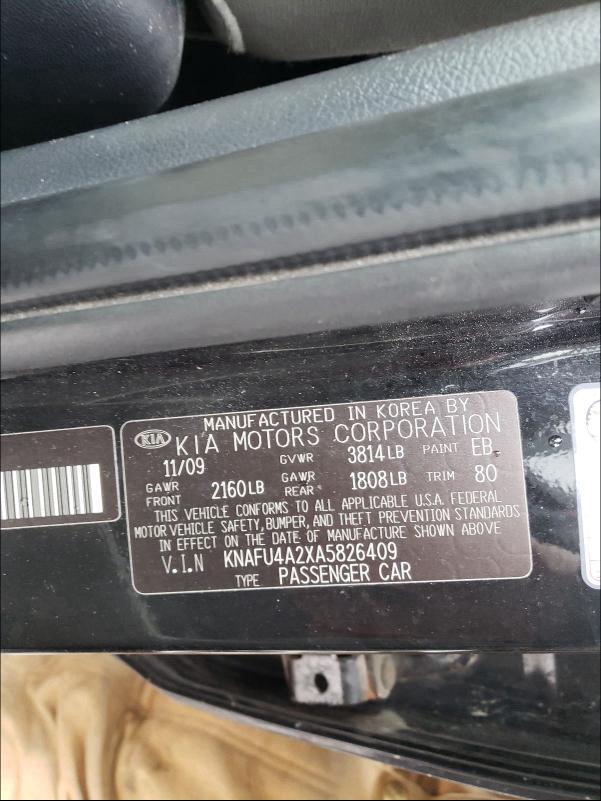 MANUFACTURED IN KOREA BY
KIA KIA MOTORS CORPORATION
11/09 GVWR 3814LB PAINT EB
GAWR FRONT 2160LB GAWR REAR 1808LB TRIM 80
THIS VEHICLE CONFORMS TO ALL APPLICABLE U.S.A. FEDERAL
MOTOR VEHICLE SAFETY, BUMPER, AND THEFT PREVENTION STANDARDS
IN EFFECT ON THE DATE OF MANUFACTURE SHOWN ABOVE
V.I.N KNAFU4A2XA5826409
TYPE PASSENGER CAR